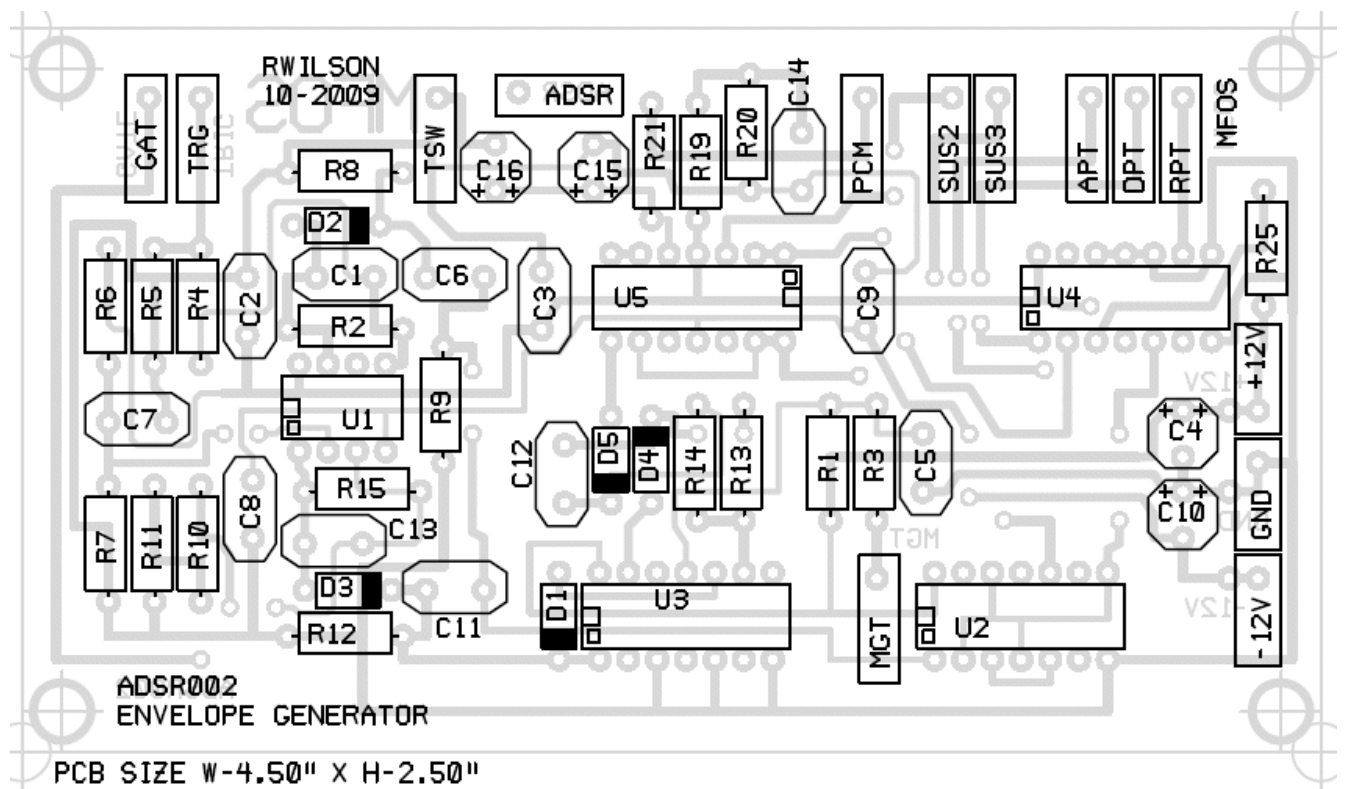 RWILSON
10-2009
GAT
TRG
TSW
ADSR
C14
PCM
SUS2
SUS3
APT
DPT
RPT
MFOS
R8
C16
C15
R21
R19
R20
D2
R25
R6
R5
R4
C2
C1
C6
C3
U5
C9
U4
R2
+12V
+12V
C7
U1
R9
C12
D5
D4
R14
R13
R1
R3
C5
C4
R15
C8
C13
C10
GND
R7
R11
R10
MGT
D3
C11
D1
U3
R12
U2
MGT
-12V
-12V
ADSR002
ENVELOPE GENERATOR
PCB SIZE W-4.50" X H-2.50"